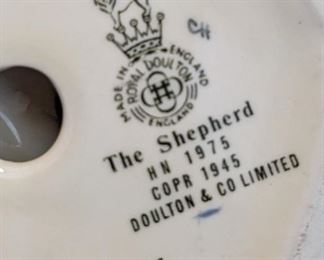 CH
MADE IN ENGLAND
ROYAL DOULTON
ENGLAND
The Shepherd
HN 1975
COPR 1945
DOULTON & CO LIMITED